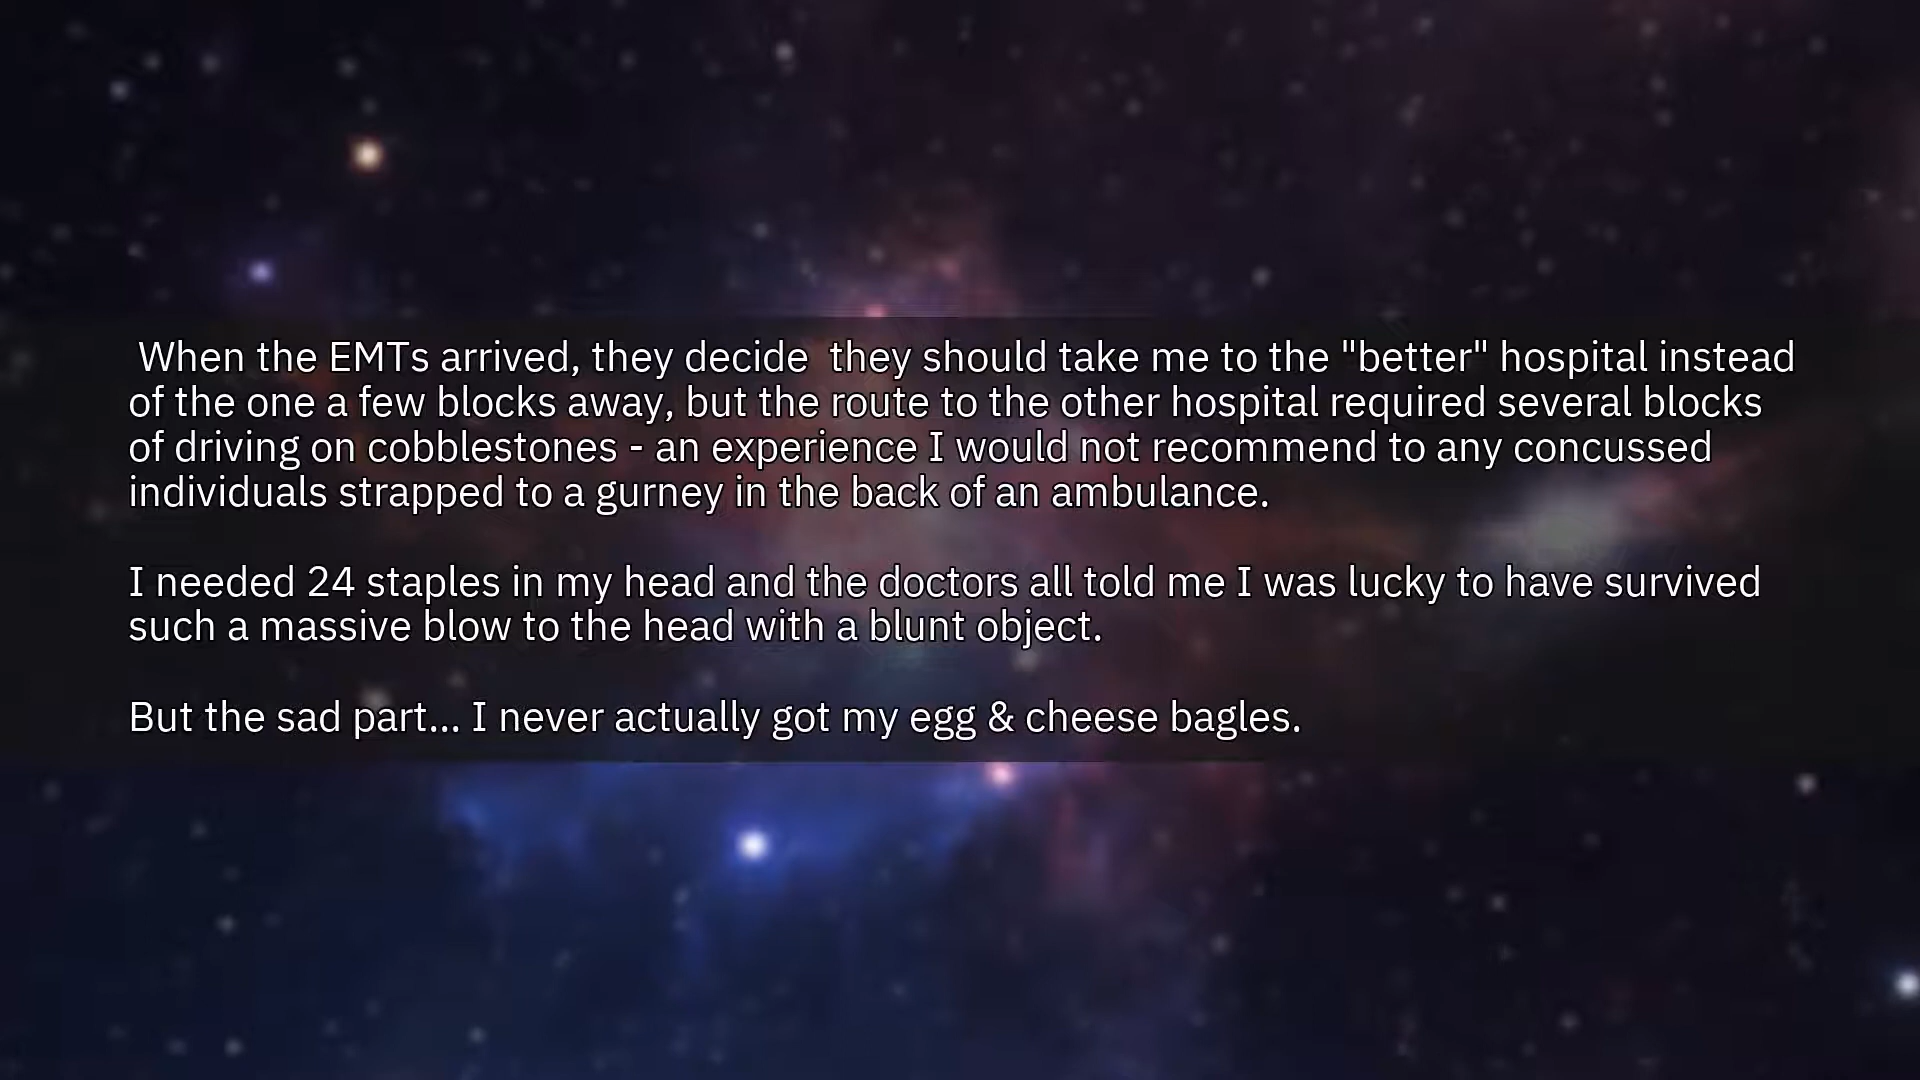 When the EMTs arrived, they decide  they should take me to the "better" hospital instead
of the one a few blocks away, but the route to the other hospital required several blocks
of driving on cobblestones - an experience I would not recommend to any concussed
individuals strapped to a gurney in the back of an ambulance.
I needed 24 staples in my head and the doctors all told me I was lucky to have survived
such a massive blow to the head with a blunt object.
But the sad part... I never actually got my egg & cheese bagles.